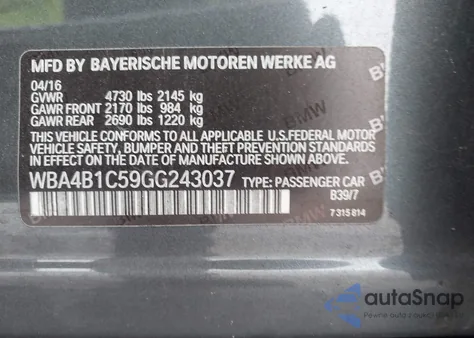 MFD BY BAYERISCHE MOTOREN WERKE AG
04/16
GVWR 4730 lbs 2145 kg
GAWR FRONT 2170 lbs 984 kg
GAWR REAR 2690 lbs 1220 kg
THIS VEHICLE CONFORMS TO ALL APPLICABLE U.S.FEDERAL MOTOR
VEHICLE SAFETY, BUMPER AND THEFT PREVENTION STANDARDS
IN EFFECT ON THE DATE OF MANUFACTURE SHOWN ABOVE.
WBA4B1C59GG243037 TYPE: PASSENGER CAR
B39/7
7 315 814
BMW
autoSnap